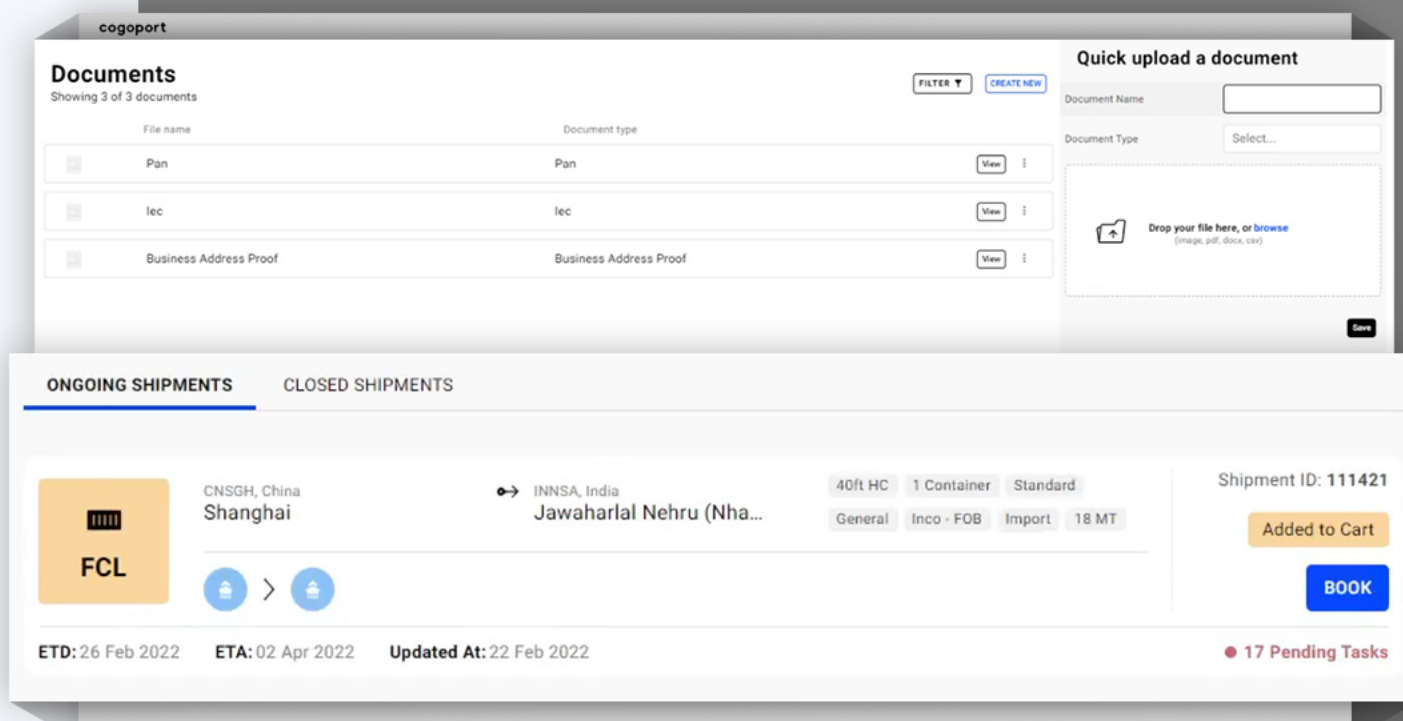 cogoport
Documents
Showing 3 of 3 documents
FILTER
CREATE NEW
File name
Document type
Pan
Pan
View
Iec
Iec
View
Business Address Proof
Business Address Proof
View
Quick upload a document
Document Name
Document Type
Select...
Drop your file here, or browse
(image, pdf, docx, csv)
Save
ONGOING SHIPMENTS
CLOSED SHIPMENTS
FCL
CNSGH, China
Shanghai
INNSA, India
Jawaharlal Nehru (Nha...
40ft HC
1 Container
Standard
General
Inco - FOB
Import
18 MT
Shipment ID: 111421
Added to Cart
BOOK
ETD: 26 Feb 2022
ETA: 02 Apr 2022
Updated At: 22 Feb 2022
17 Pending Tasks